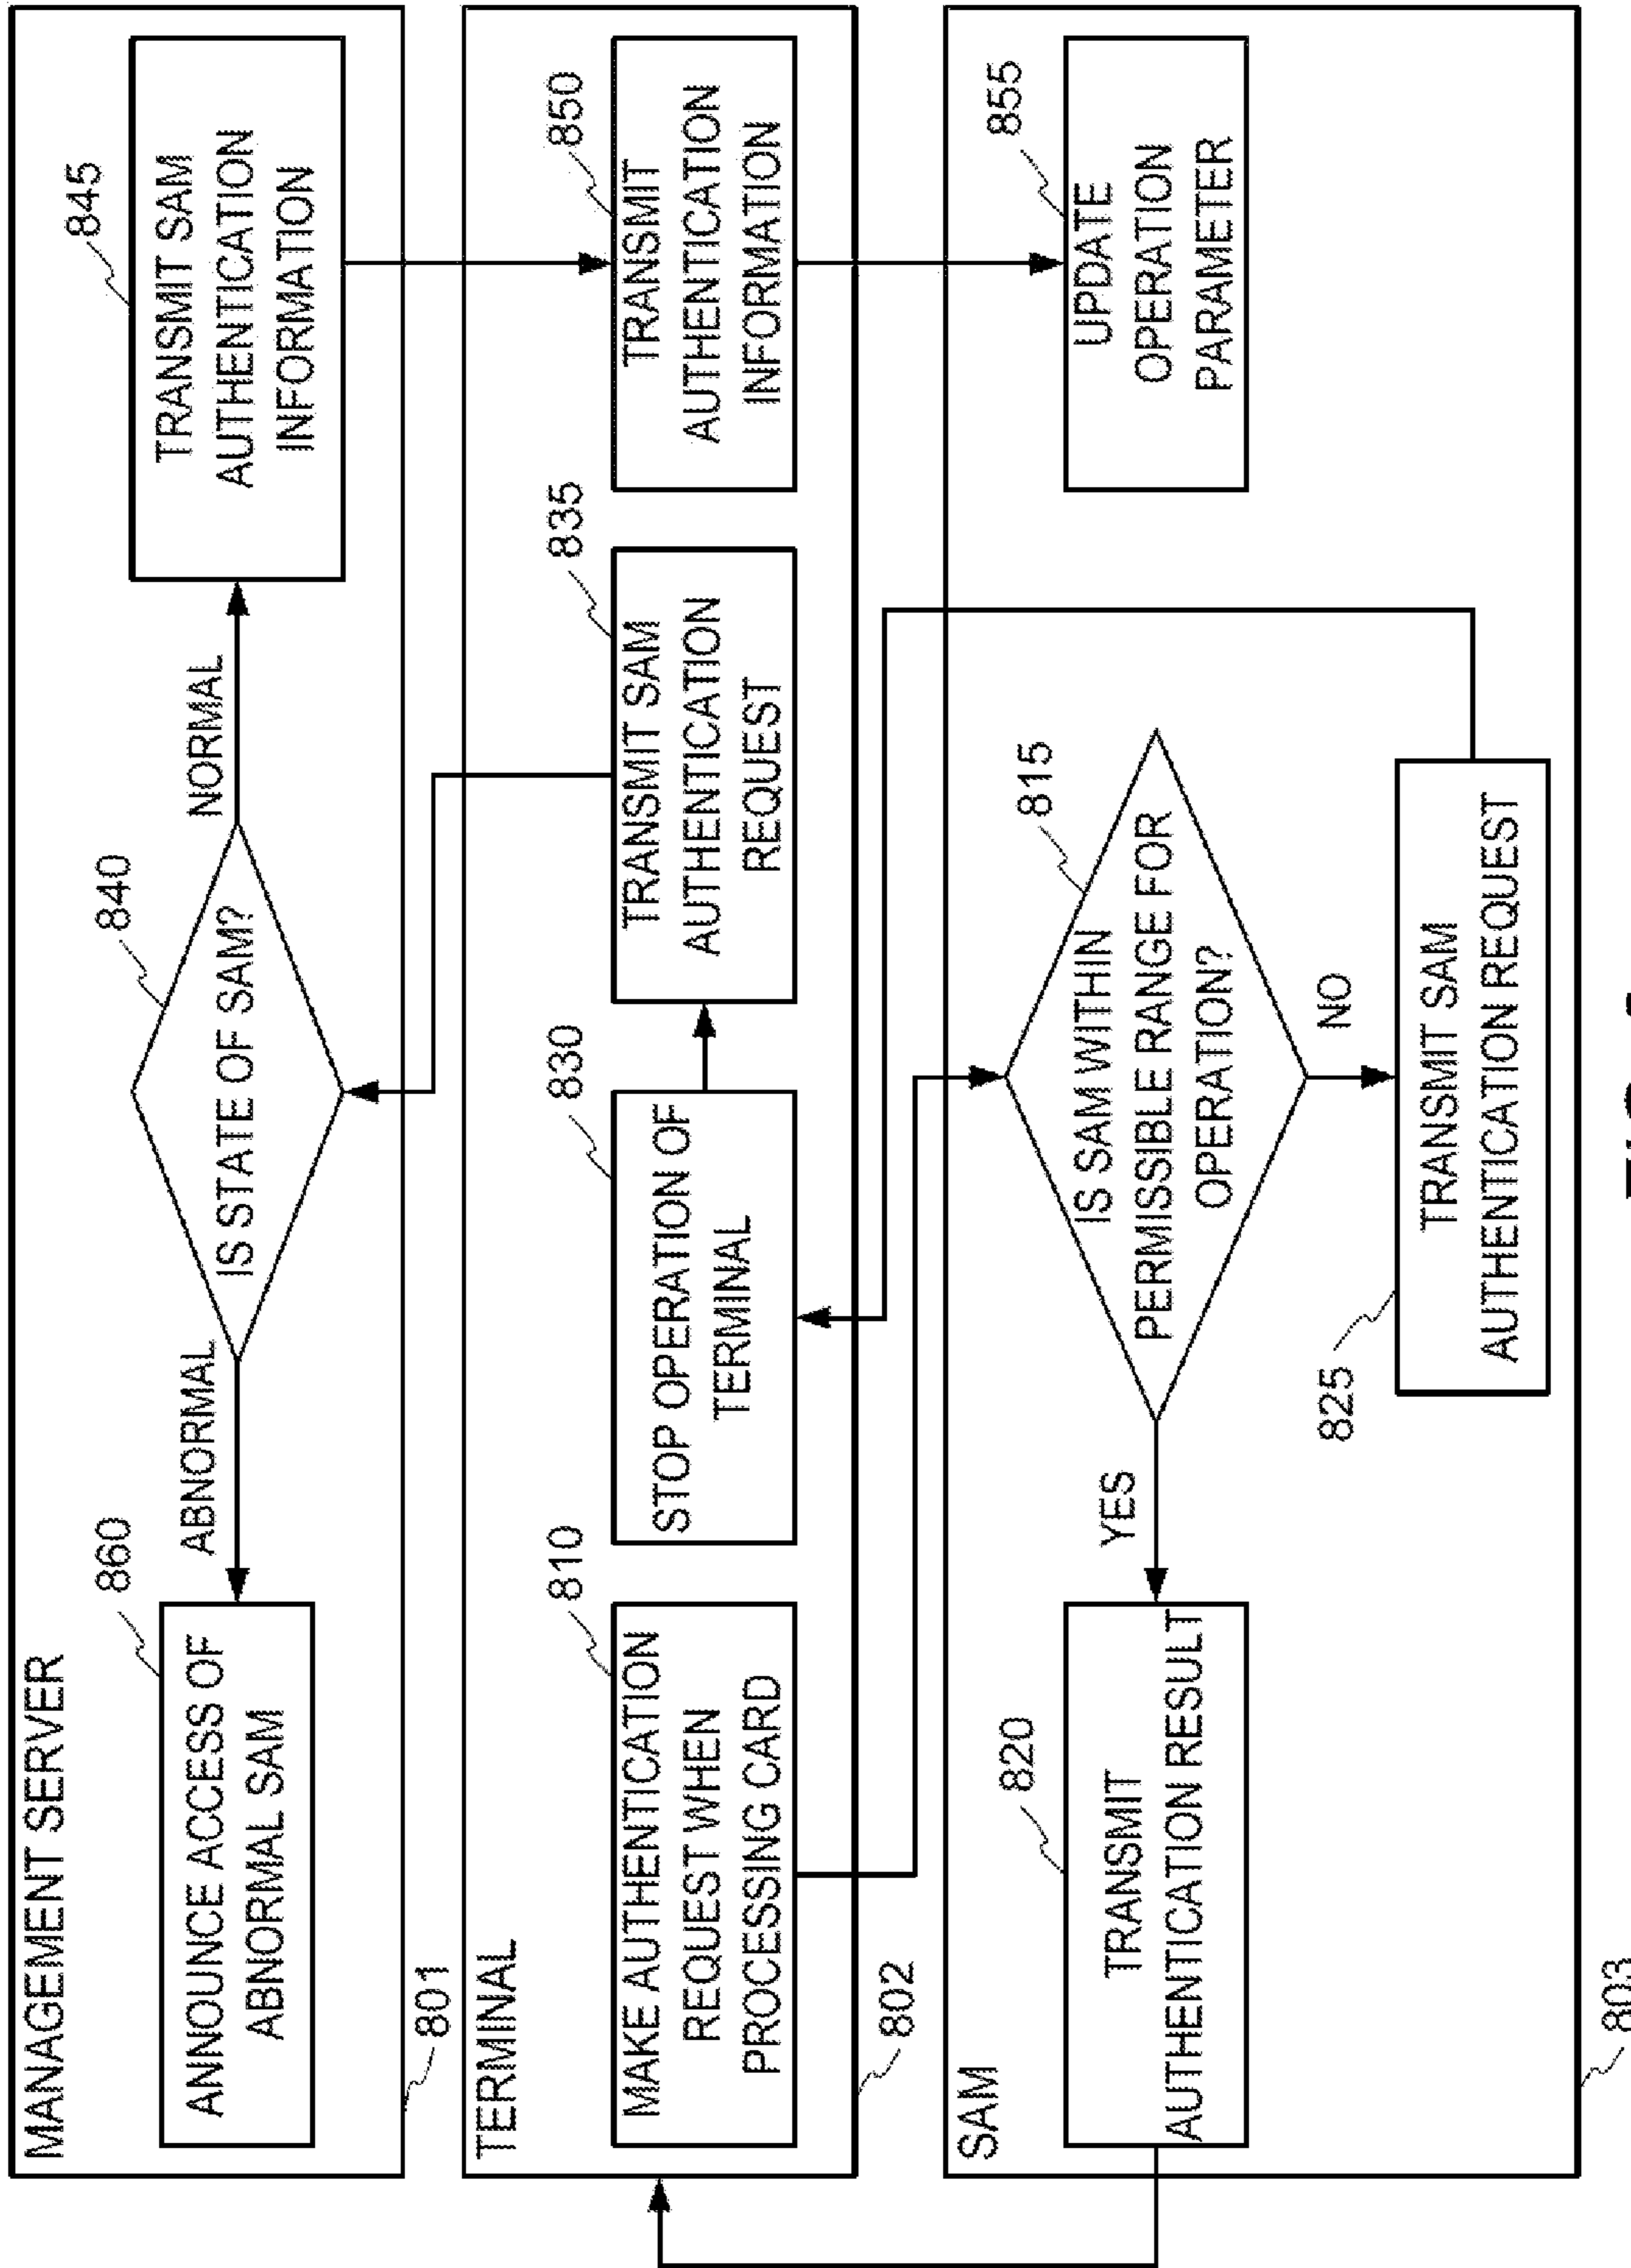 MANAGEMENT SERVER
860
ANNOUNCE ACCESS OF
ABNORMAL SAM
ABNORMAL
840
IS STATE OF SAM?
NORMAL
845
TRANSMIT SAM
AUTHENTICATION
INFORMATION
801
TERMINAL
810
MAKE AUTHENTICATION
REQUEST WHEN
PROCESSING CARD
830
STOP OPERATION OF
TERMINAL
835
TRANSMIT SAM
AUTHENTICATION
REQUEST
850
TRANSMIT
AUTHENTICATION
INFORMATION
802
SAM
820
TRANSMIT
AUTHENTICATION RESULT
YES
815
IS SAM WITHIN
PERMISSIBLE RANGE FOR
OPERATION?
NO
825
TRANSMIT SAM
AUTHENTICATION REQUEST
855
UPDATE
OPERATION
PARAMETER
803